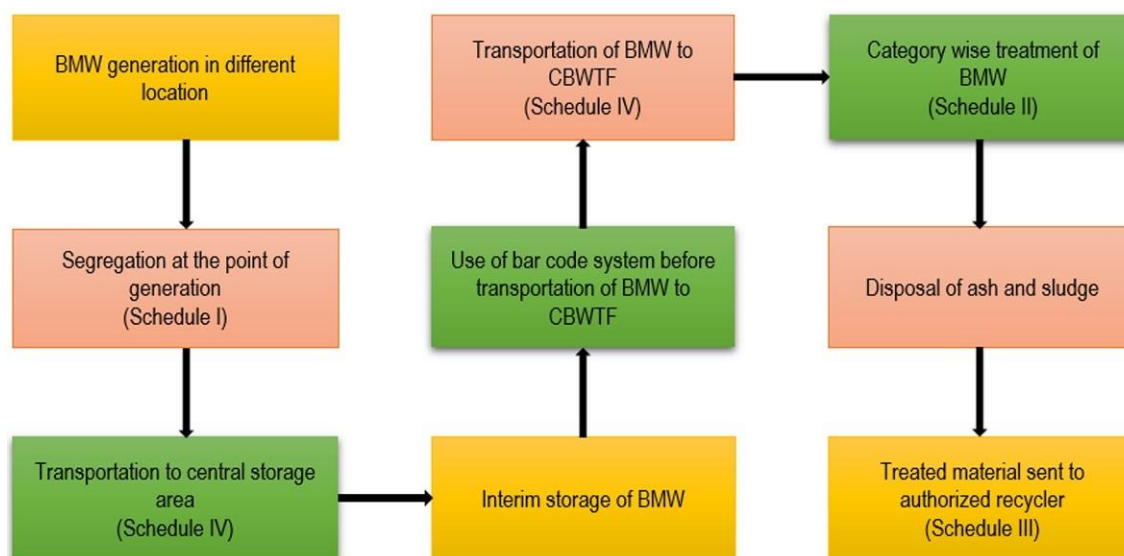 BMW generation in different
location
Segregation at the point of
generation
(Schedule I)
Transportation to central storage
area
(Schedule IV)
Interim storage of BMW
Use of bar code system before
transportation of BMW to
CBWTF
Transportation of BMW to
CBWTF
(Schedule IV)
Category wise treatment of
BMW
(Schedule II)
Disposal of ash and sludge
Treated material sent to
authorized recycler
(Schedule III)